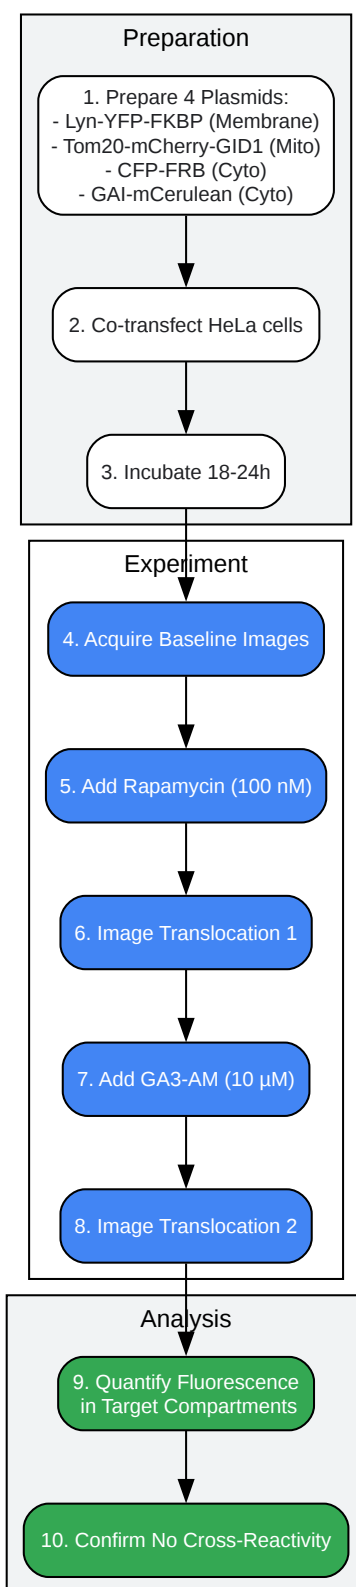 Preparation
1. Prepare 4 Plasmids:
- Lyn-YFP-FKBP (Membrane)
- Tom20-mCherry-GID1 (Mito)
- CFP-FRB (Cyto)
- GAI-mCerulean (Cyto)
2. Co-transfect HeLa cells
3. Incubate 18-24h
Experiment
4. Acquire Baseline Images
5. Add Rapamycin (100 nM)
6. Image Translocation 1
7. Add GA3-AM (10 µM)
8. Image Translocation 2
Analysis
9. Quantify Fluorescence
in Target Compartments
10. Confirm No Cross-Reactivity